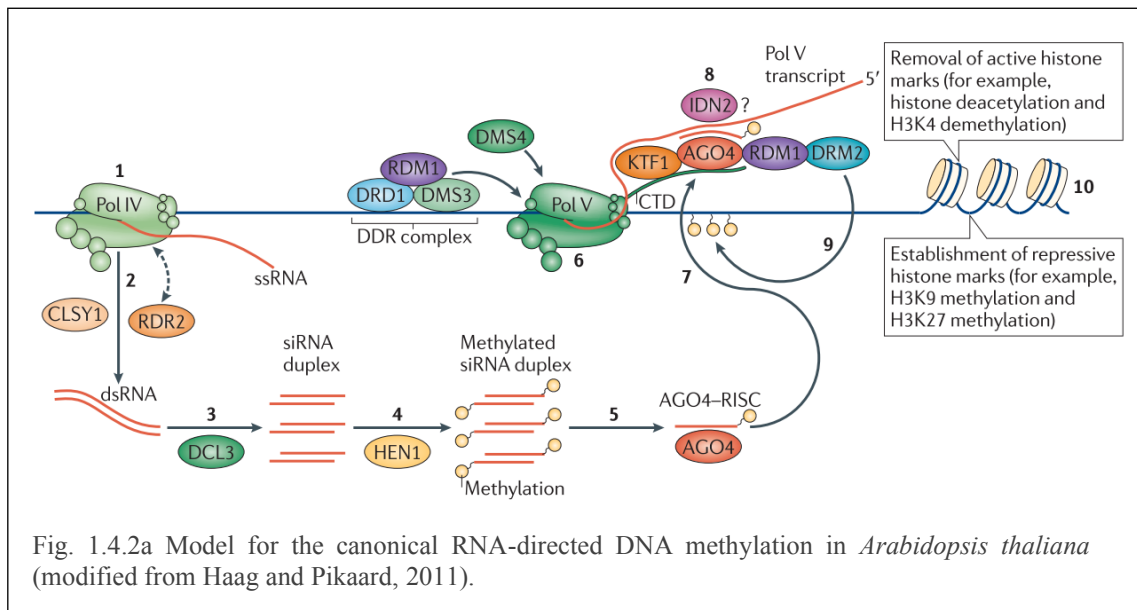 Pol V
transcript
5′
8
IDN2 ?
Removal of active histone
marks (for example,
histone deacetylation and
H3K4 demethylation)
DMS4
KTF1
AGO4
RDM1
DRM2
1
RDM1
DRD1
DMS3
Pol IV
Pol V
CTD
10
DDR complex
6
9
2
ssRNA
7
Establishment of repressive
histone marks (for example,
H3K9 methylation and
H3K27 methylation)
CLSY1
RDR2
siRNA
duplex
Methylated
siRNA duplex
dsRNA
AGO4–RISC
3
4
5
DCL3
HEN1
AGO4
Methylation
Fig. 1.4.2a Model for the canonical RNA-directed DNA methylation in Arabidopsis thaliana
(modified from Haag and Pikaard, 2011).